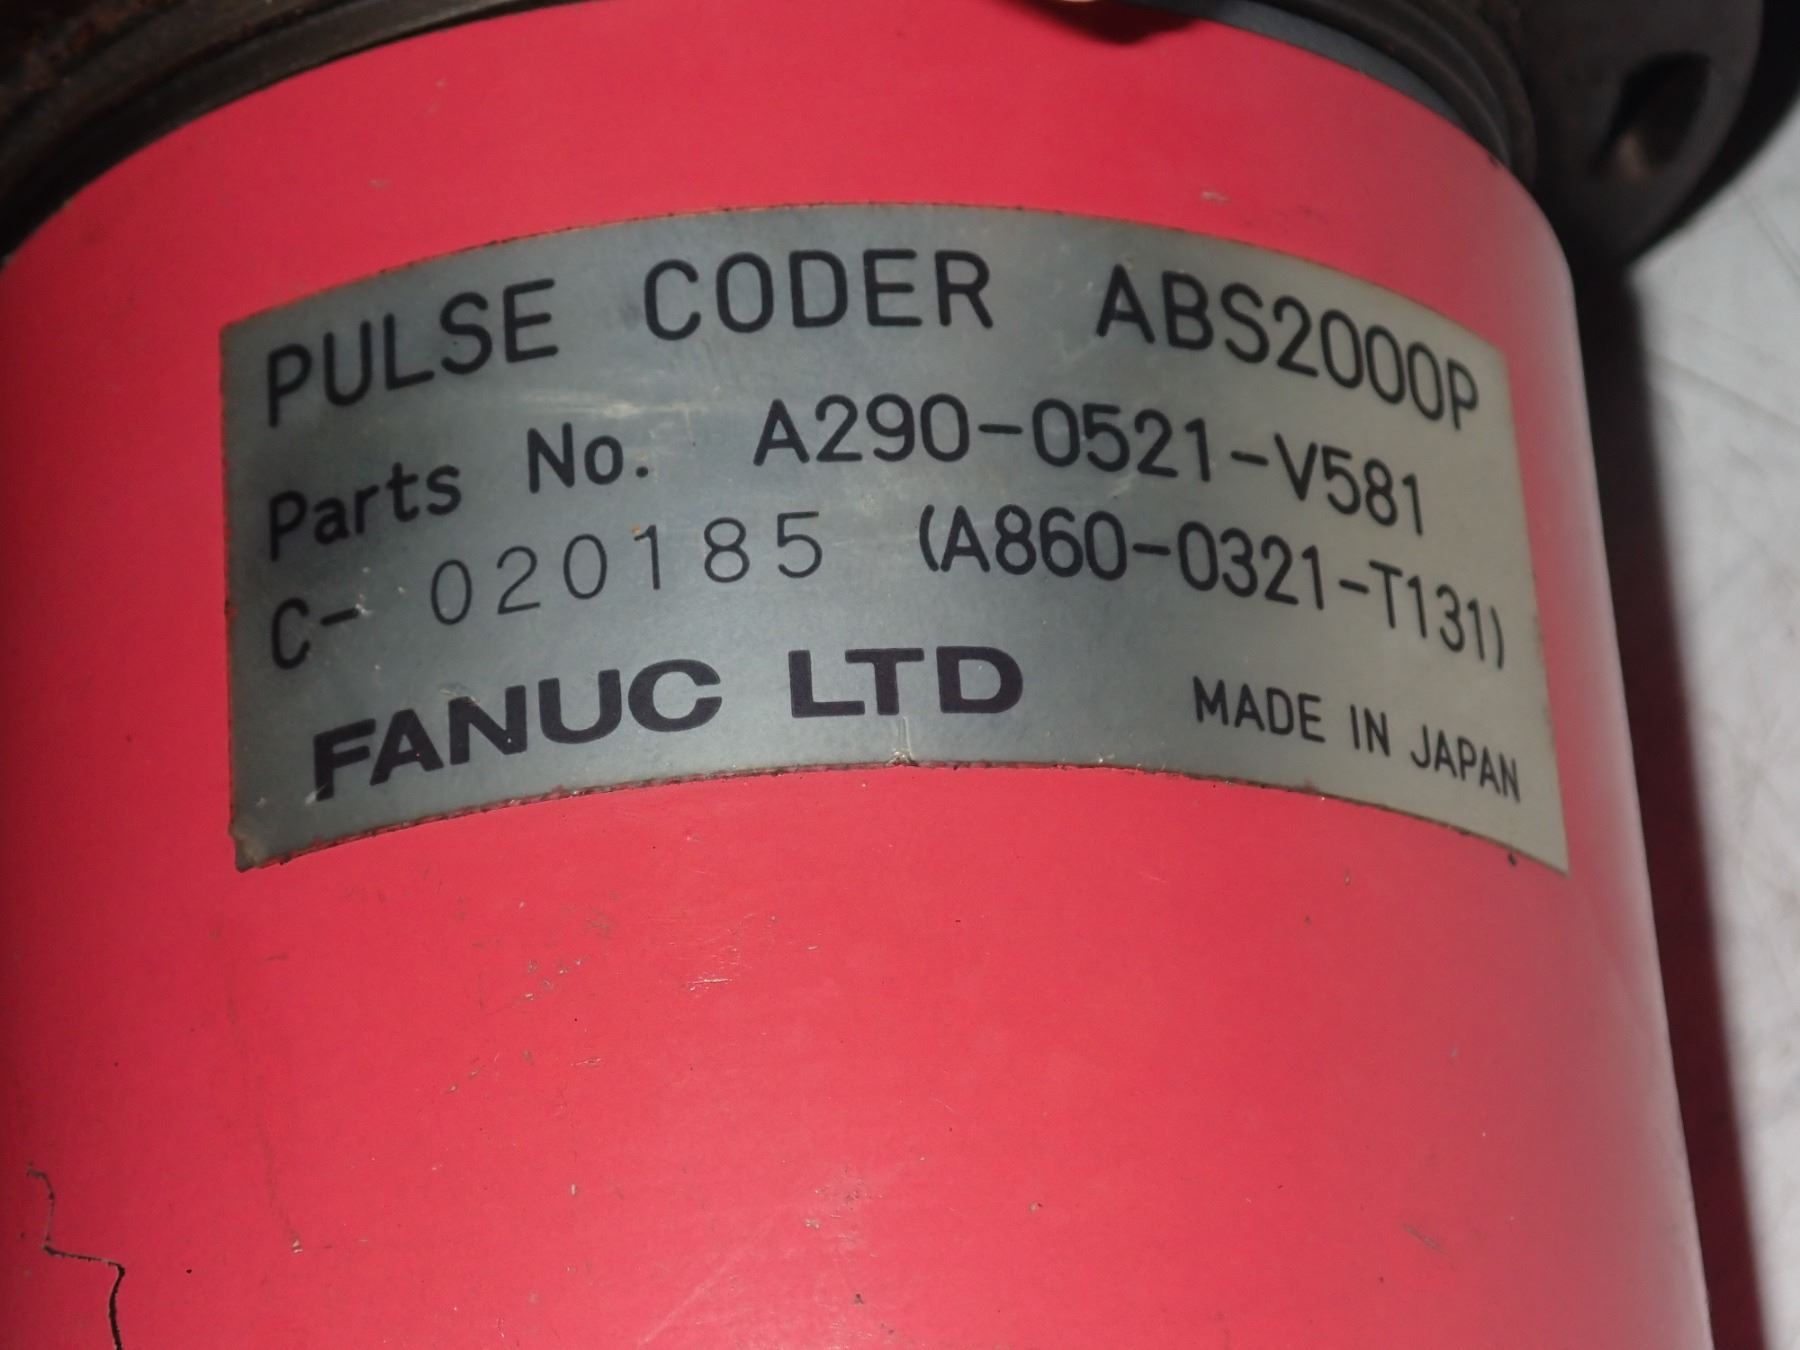 PULSE CODER ABS2000P
Parts No. A290-0521-V581
C- 020185 (A860-0321-T131)
FANUC LTD MADE IN JAPAN